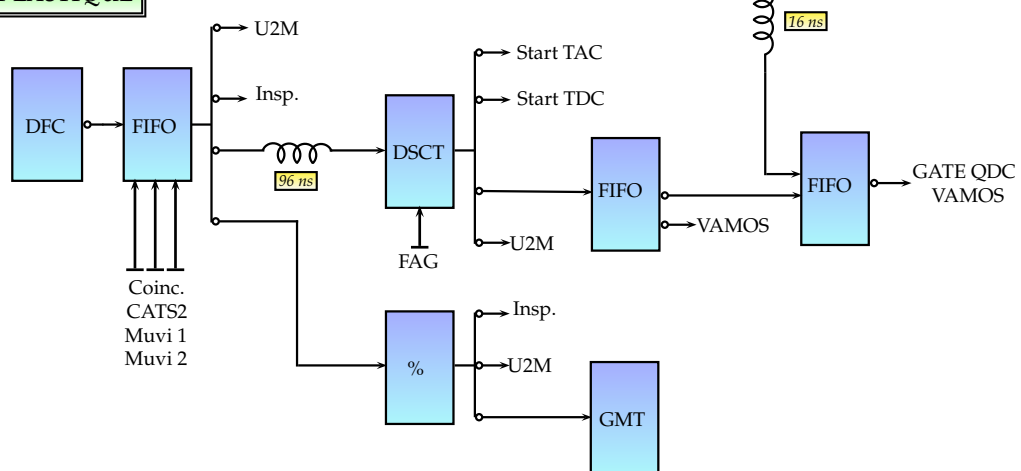 U2M
16 ns
Start TAC
Insp.
Start TDC
DFC
FIFO
DSCT
96 ns
FIFO
FIFO
GATE QDC
VAMOS
VAMOS
U2M
FAG
Coinc.
CATS2
Muvi 1
Muvi 2
Insp.
%
U2M
GMT